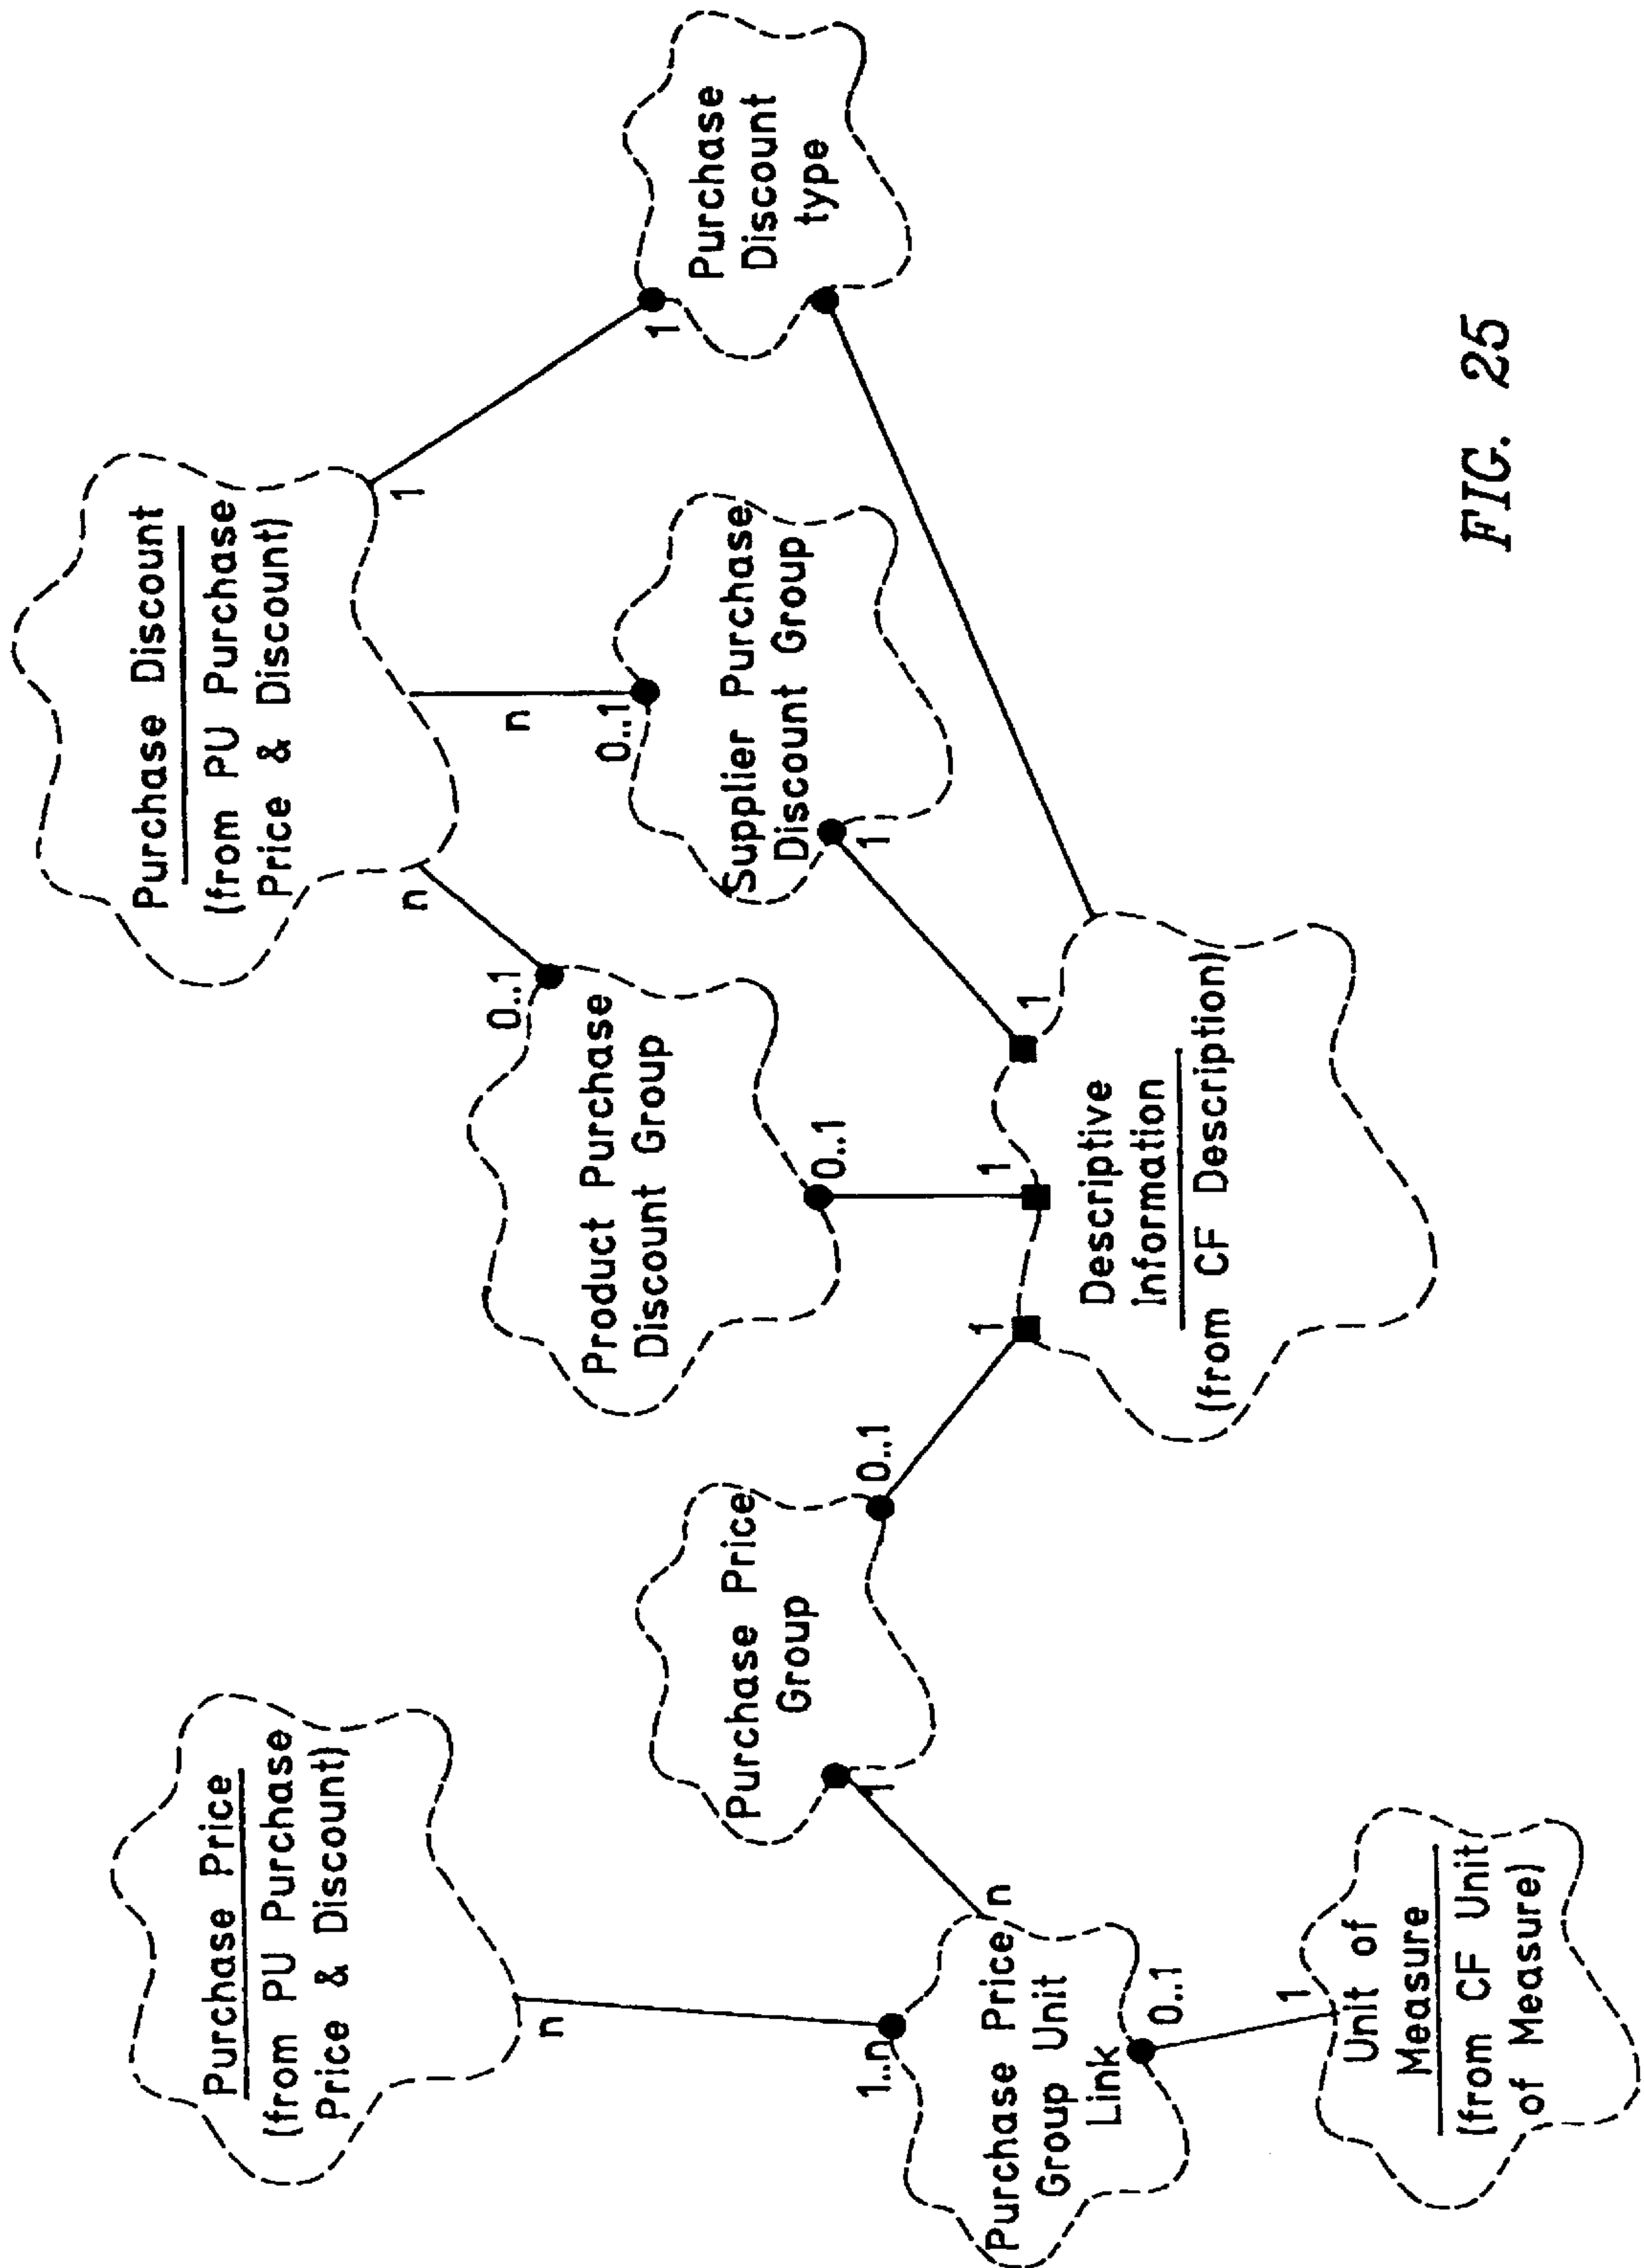 Purchase Price
(from PU Purchase
Price & Discount)
n
1..n
Purchase Price
Group Unit
Link
0..1
1
Unit of
Measure
(from CF Unit
of Measure)
n
1
Purchase Price
Group
0..1
1
Purchase Discount
(from PU Purchase
Price & Discount)
n
0..1
Product Purchase
Discount Group
0..1
1
n
0..1
Supplier Purchase
Discount Group
1
1
1
1
Purchase
Discount
type
Descriptive
Information
(from CF Description)
FIG. 25